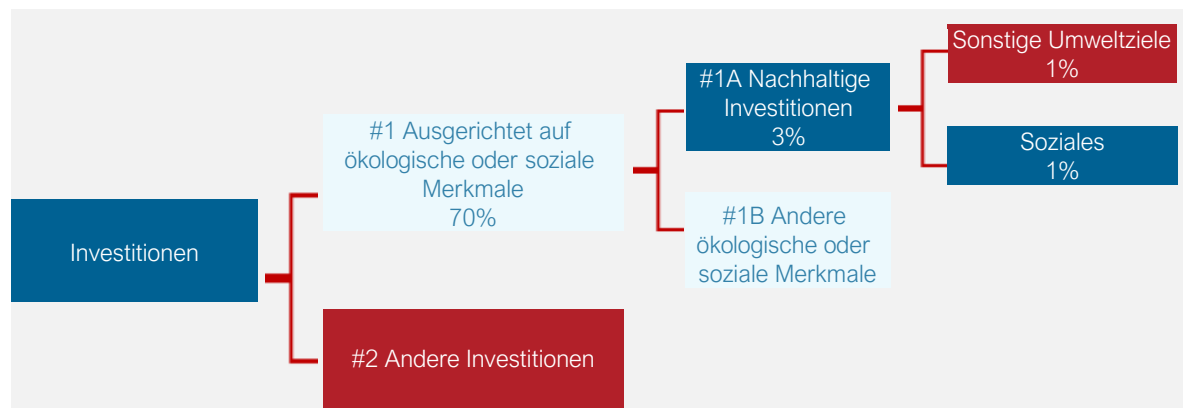 Investitionen
#1 Ausgerichtet auf
ökologische oder soziale
Merkmale
70%
#2 Andere Investitionen
#1A Nachhaltige
Investitionen
3%
#1B Andere
ökologische oder
soziale Merkmale
Sonstige Umweltziele
1%
Soziales
1%